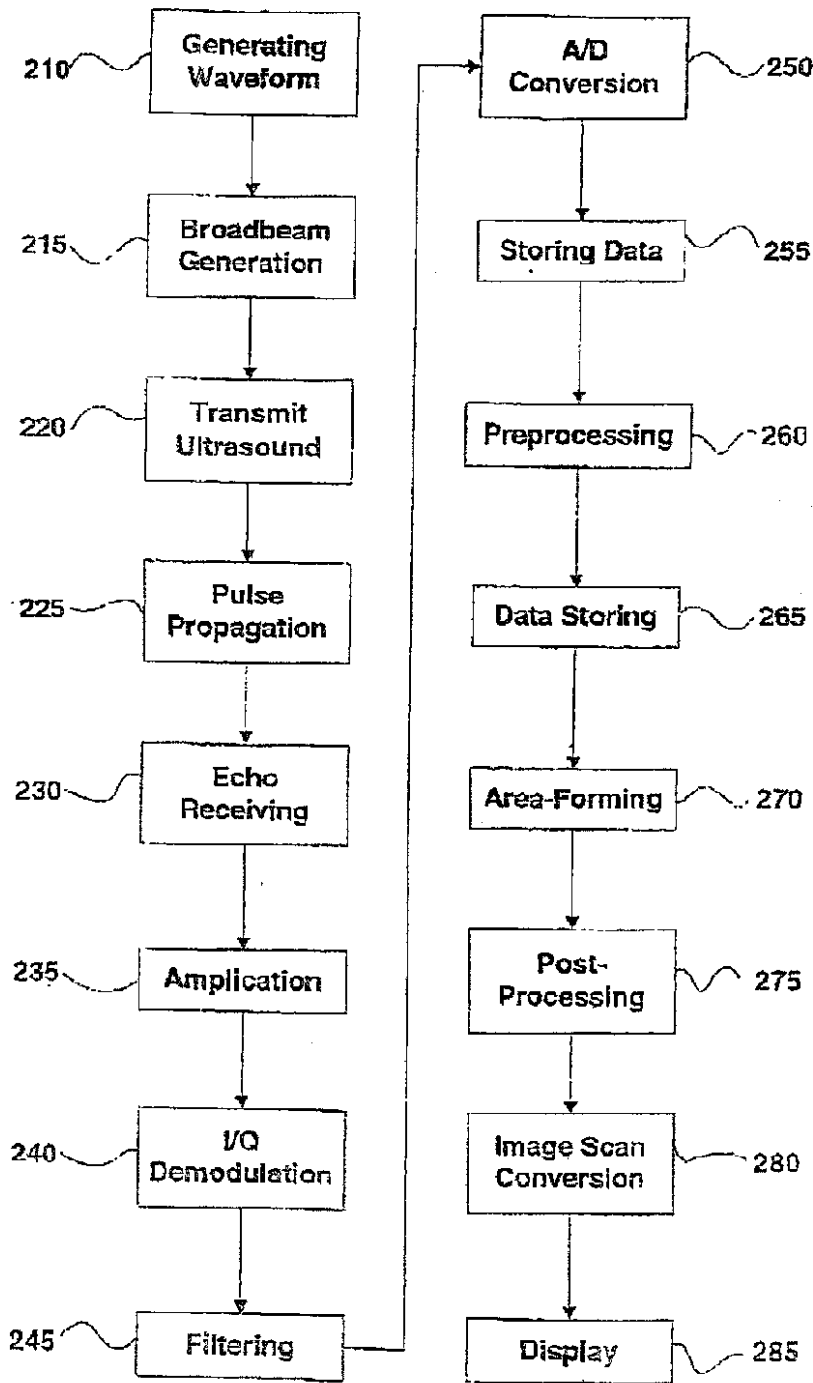 210
Generating
Waveform
215
Broadbeam
Generation
220
Transmit
Ultrasound
225
Pulse
Propagation
230
Echo
Receiving
235
Amplication
240
I/Q
Demodulation
245
Filtering
A/D
Conversion
250
Storing Data
255
Preprocessing
260
Data Storing
265
Area-Forming
270
Post-
Processing
275
Image Scan
Conversion
280
Display
285